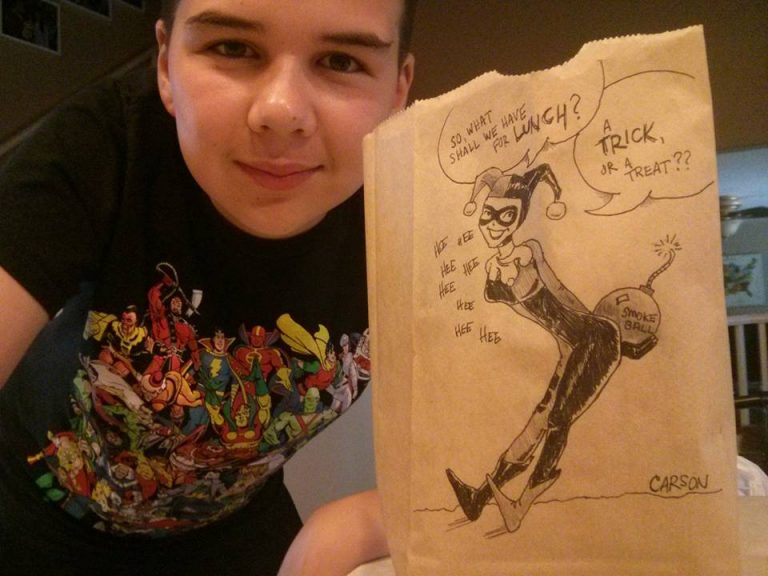 SO, WHAT
SHALL WE HAVE
FOR LUNCH?
A
TRICK,
OR A
TREAT??
HEE HEE
HEE HEE
HEE
HEE
HEE HEE
SMOKE
BALL
CARSON